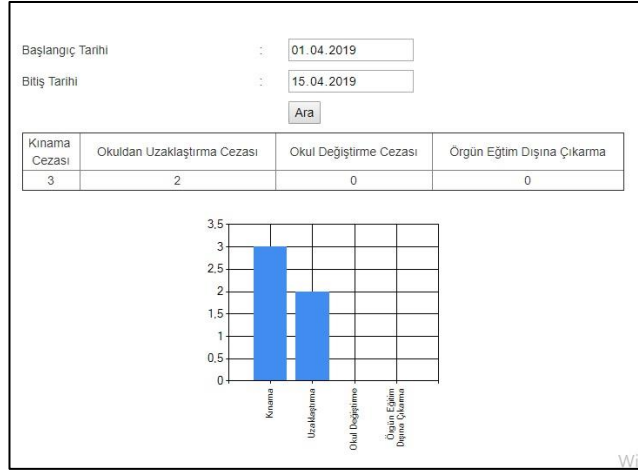 Başlangıç Tarihi : 01.04.2019
Bitiş Tarihi : 15.04.2019
Ara
Kınama Cezası Okuldan Uzaklaştırma Cezası Okul Değiştirme Cezası Örgün Eğtim Dışına Çıkarma
3 2 0 0
3,5
3
2,5
2
1,5
1
0,5
0
Kınama
Uzaklaştırma
Okul Değiştirme
Örgün Eğitim
Dışına Çıkarma